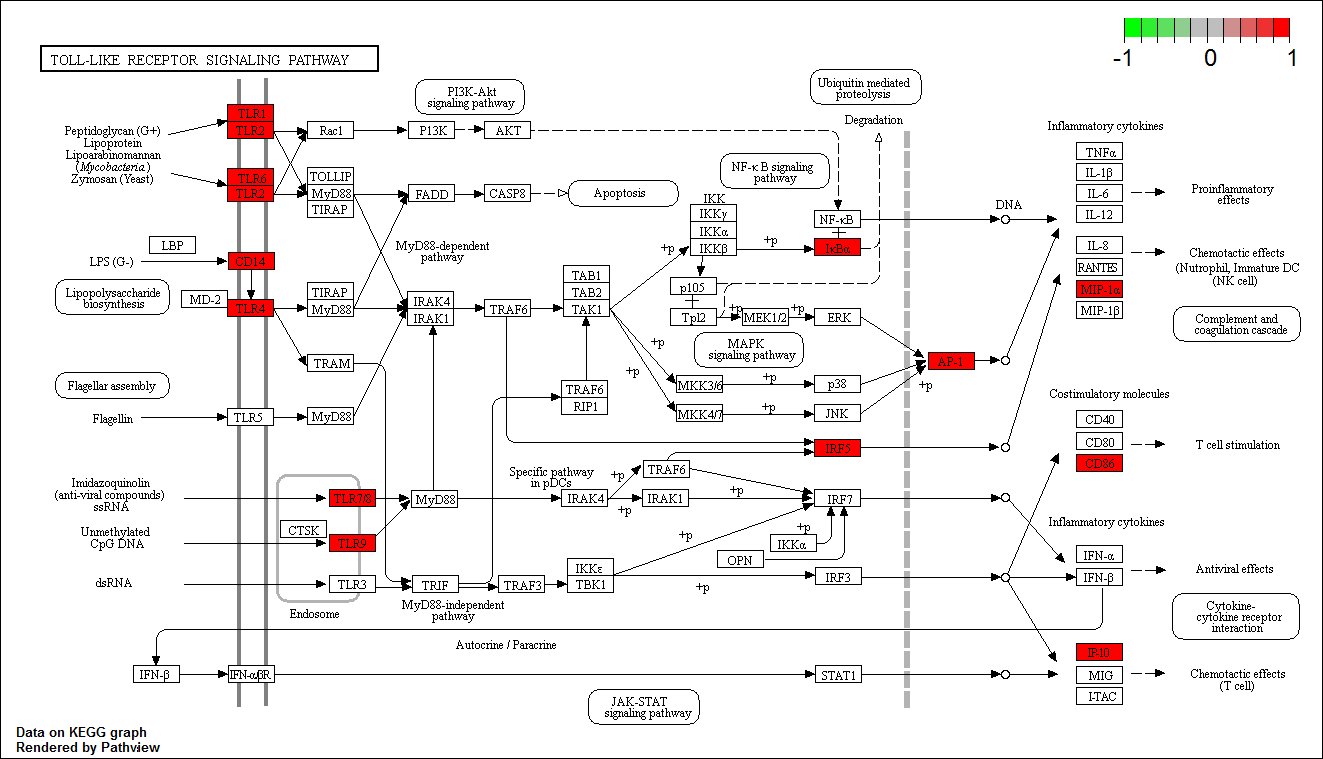 -1 0 1
TOLL-LIKE RECEPTOR SIGNALING PATHWAY
PI3K-Akt
signaling pathway
Ubiquitin mediated
proteolysis
Degradation
Peptidoglycan (G+)
Lipoprotein
Lipoarabinomannan
(Mycobacteria)
Zymosan (Yeast)
TLR1
TLR2
Rac1
P13K
AKT
TLR6
TLR2
TOLLIP
MyD88
TIRAP
FADD
CASP8
Apoptosis
NF-κB signaling
pathway
IKK
IKKγ
IKKα
IKKβ
+p
+p
NF-κB
+
IκBα
DNA
Inflammatory cytokines
TNFα
IL-1β
IL-6
IL-12
Proinflammatory
effects
IL-8
RANTES
MIP-1α
MIP-1β
Chemotactic effects
(Nutrophil, Immature DC
(NK cell)
Complement and
coagulation cascade
LBP
LPS (G-)
CD14
MyD88-dependent
pathway
Lipopolysaccharide
biosynthesis
MD-2
TLR4
TIRAP
MyD88
IRAK4
IRAK1
TRAF6
TAB1
TAB2
TAK1
p105
+
Tpl2
+p
MEK1/2
+p
ERK
MAPK
signaling pathway
TRAM
+p
+p
MKK3/6
+p
p38
MKK4/7
+p
JNK
AP-1
+p
Flagellar assembly
Flagellin
TLR5
MyD88
TRAF6
RIP1
Costimulatory molecules
CD40
CD80
CD86
T cell stimulation
IRF5
Imidazoquinolin
(anti-viral compounds)
ssRNA
TLR7/8
MyD88
Specific pathway
in pDCs
IRAK4
+p
+p
TRAF6
IRAK1
+p
IRF7
Unmethylated
CpG DNA
CTSK
TLR9
+p
+p
IKKα
OPN
Inflammatory cytokines
IFN-α
IFN-β
Antiviral effects
dsRNA
TLR3
Endosome
TRIF
TRAF3
IKKε
TBK1
+p
IRF3
MyD88-independent
pathway
Cytokine-
cytokine receptor
interaction
Autocrine / Paracrine
IFN-β
IFN-αβR
STAT1
IP-10
MIG
I-TAC
Chemotactic effects
(T cell)
JAK-STAT
signaling pathway
Data on KEGG graph
Rendered by Pathview